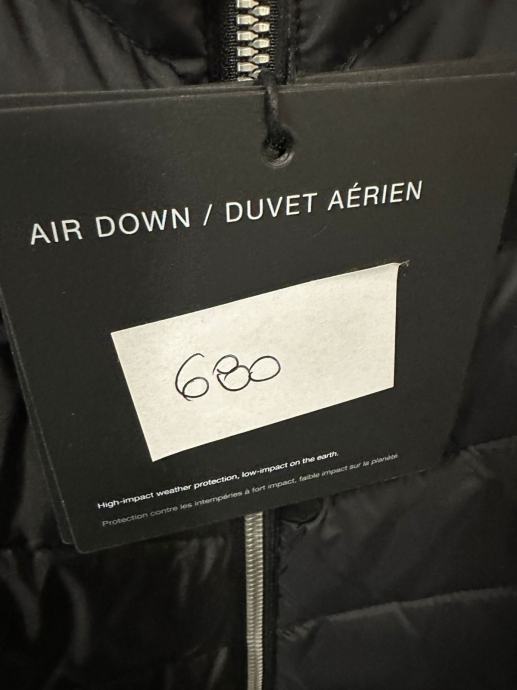 AIR DOWN / DUVET AÉRIEN
680
High-impact weather protection, low-impact on the earth.
Protection contre les intempéries à fort impact, faible impact sur la planète.